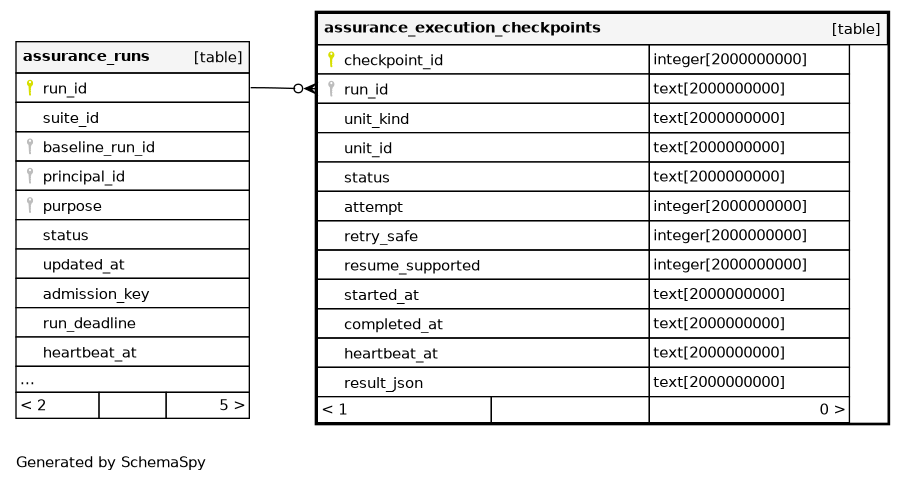 assurance_runs [table]
run_id
suite_id
baseline_run_id
principal_id
purpose
status
updated_at
admission_key
run_deadline
heartbeat_at
...
< 2 5 >
assurance_execution_checkpoints [table]
checkpoint_id integer[2000000000]
run_id text[2000000000]
unit_kind text[2000000000]
unit_id text[2000000000]
status text[2000000000]
attempt integer[2000000000]
retry_safe integer[2000000000]
resume_supported integer[2000000000]
started_at text[2000000000]
completed_at text[2000000000]
heartbeat_at text[2000000000]
result_json text[2000000000]
< 1 0 >
Generated by SchemaSpy